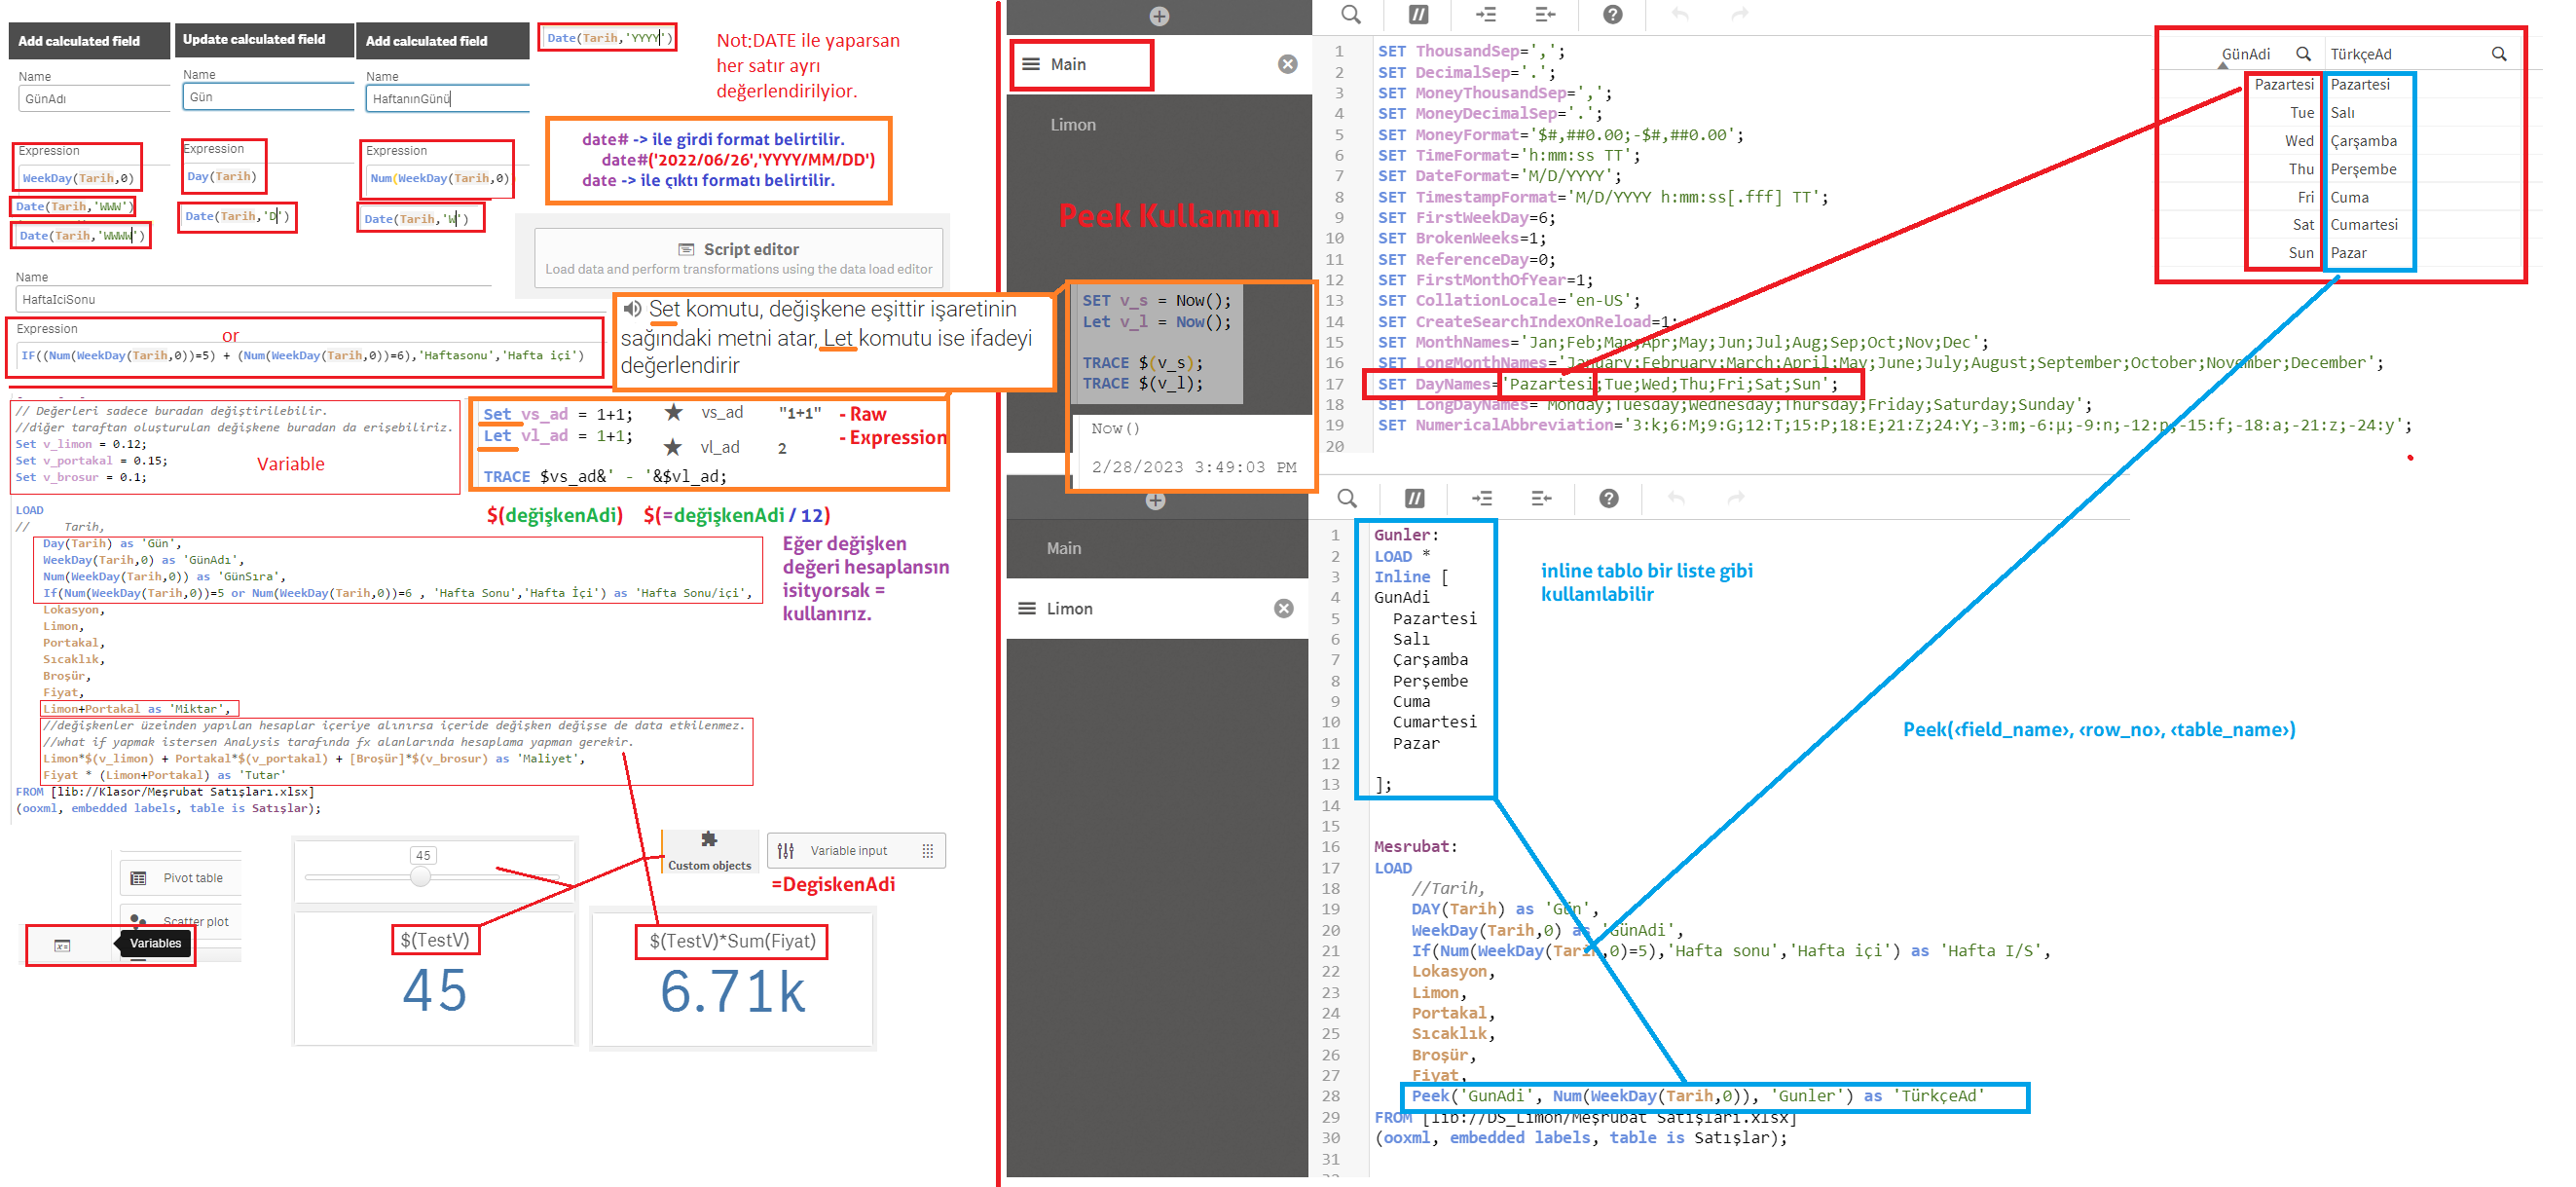 Add calculated field
Update calculated field
Add calculated field
Date(Tarih,'YYYY')
Not:DATE ile yaparsan
her satır ayrı
değerlendirilyior.
Name
GünAdı
Name
Gün
Name
HaftanınGünü
Expression
WeekDay(Tarih,0)
Date(Tarih,'WWW')
Date(Tarih,'WWWW')
Expression
Day(Tarih)
Date(Tarih,'D')
Expression
Num(WeekDay(Tarih,0)
Date(Tarih,'W')
date# -> ile girdi format belirtilir.
date#('2022/06/26','YYYY/MM/DD')
date -> ile çıktı formatı belirtilir.
Script editor
Load data and perform transformations using the data load editor
Name
HaftaIciSonu
Expression
or
IF((Num(WeekDay(Tarih,0))=5) + (Num(WeekDay(Tarih,0))=6),'Haftasonu','Hafta içi')
Set komutu, değişkene eşittir işaretinin
sağındaki metni atar, Let komutu ise ifadeyi
değerlendirir
// Değerleri sadece buradan değiştirilebilir.
//diğer taraftan oluşturulan değişkene buradan da erişebiliriz.
Set v_limon = 0.12;
Set v_portakal = 0.15;
Set v_brosur = 0.1;
Variable
Set vs_ad = 1+1;
Let vl_ad = 1+1;
TRACE $vs_ad&' - '&$vl_ad;
★ vs_ad "1+1"
★ vl_ad 2
- Raw
- Expression
$(değişkenAdi) $(=değişkenAdi / 12)
Eğer değişken
değeri hesaplansın
isityorsak =
kullanırız.
LOAD
// Tarih,
Day(Tarih) as 'Gün',
WeekDay(Tarih,0) as 'GünAdı',
Num(WeekDay(Tarih,0)) as 'GünSıra',
If(Num(WeekDay(Tarih,0))=5 or Num(WeekDay(Tarih,0))=6 , 'Hafta Sonu','Hafta İçi') as 'Hafta Sonu/içi',
Lokasyon,
Limon,
Portakal,
Sıcaklık,
Broşür,
Fiyat,
Limon+Portakal as 'Miktar',
//değişkenler üzeinden yapılan hesaplar içeriye alınırsa içeride değişken değişse de data etkilenmez.
//what if yapmak istersen Analysis tarafında fx alanlarında hesaplama yapman gerekir.
Limon*$(v_limon) + Portakal*$(v_portakal) + [Broşür]*$(v_brosur) as 'Maliyet',
Fiyat * (Limon+Portakal) as 'Tutar'
FROM [lib://Klasor/Meşrubat Satışları.xlsx]
(ooxml, embedded labels, table is Satışlar);
Pivot table
Scatter plot
Variables
45
$(TestV)
45
Custom objects
Variable input
=DegiskenAdi
$(TestV)*Sum(Fiyat)
6.71k
Main
Limon
Peek Kullanımı
SET v_s = Now();
Let v_l = Now();
TRACE $(v_s);
TRACE $(v_l);
Now()
2/28/2023 3:49:03 PM
1 SET ThousandSep=',';
2 SET DecimalSep='.';
3 SET MoneyThousandSep=',';
4 SET MoneyDecimalSep='.';
5 SET MoneyFormat='$#,##0.00;-$#,##0.00';
6 SET TimeFormat='h:mm:ss TT';
7 SET DateFormat='M/D/YYYY';
8 SET TimestampFormat='M/D/YYYY h:mm:ss[.fff] TT';
9 SET FirstWeekDay=6;
10 SET BrokenWeeks=1;
11 SET ReferenceDay=0;
12 SET FirstMonthOfYear=1;
13 SET CollationLocale='en-US';
14 SET CreateSearchIndexOnReload=1;
15 SET MonthNames='Jan;Feb;Mar;Apr;May;Jun;Jul;Aug;Sep;Oct;Nov;Dec';
16 SET LongMonthNames='January;February;March;April;May;June;July;August;September;October;November;December';
17 SET DayNames='Pazartesi;Tue;Wed;Thu;Fri;Sat;Sun';
18 SET LongDayNames='Monday;Tuesday;Wednesday;Thursday;Friday;Saturday;Sunday';
19 SET NumericalAbbreviation='3:k;6:M;9:G;12:T;15:P;18:E;21:Z;24:Y;-3:m;-6:μ;-9:n;-12:p;-15:f;-18:a;-21:z;-24:y';
20
GünAdi TürkçeAd
Pazartesi Pazartesi
Tue Salı
Wed Çarşamba
Thu Perşembe
Fri Cuma
Sat Cumartesi
Sun Pazar
Main
Limon
1 Gunler:
2 LOAD *
3 Inline [
4 GunAdi
5 Pazartesi
6 Salı
7 Çarşamba
8 Perşembe
9 Cuma
10 Cumartesi
11 Pazar
12
13 ];
14
15
16 Mesrubat:
17 LOAD
18 //Tarih,
19 DAY(Tarih) as 'Gün',
20 WeekDay(Tarih,0) as 'GünAdi',
21 If(Num(WeekDay(Tarih,0)=5),'Hafta sonu','Hafta içi') as 'Hafta I/S',
22 Lokasyon,
23 Limon,
24 Portakal,
25 Sıcaklık,
26 Broşür,
27 Fiyat,
28 Peek('GunAdi', Num(WeekDay(Tarih,0)), 'Gunler') as 'TürkçeAd'
29 FROM [lib://DS_Limon/Meşrubat Satışları.xlsx]
30 (ooxml, embedded labels, table is Satışlar);
31
inline tablo bir liste gibi
kullanılabilir
Peek(‹field_name›, ‹row_no›, ‹table_name›)